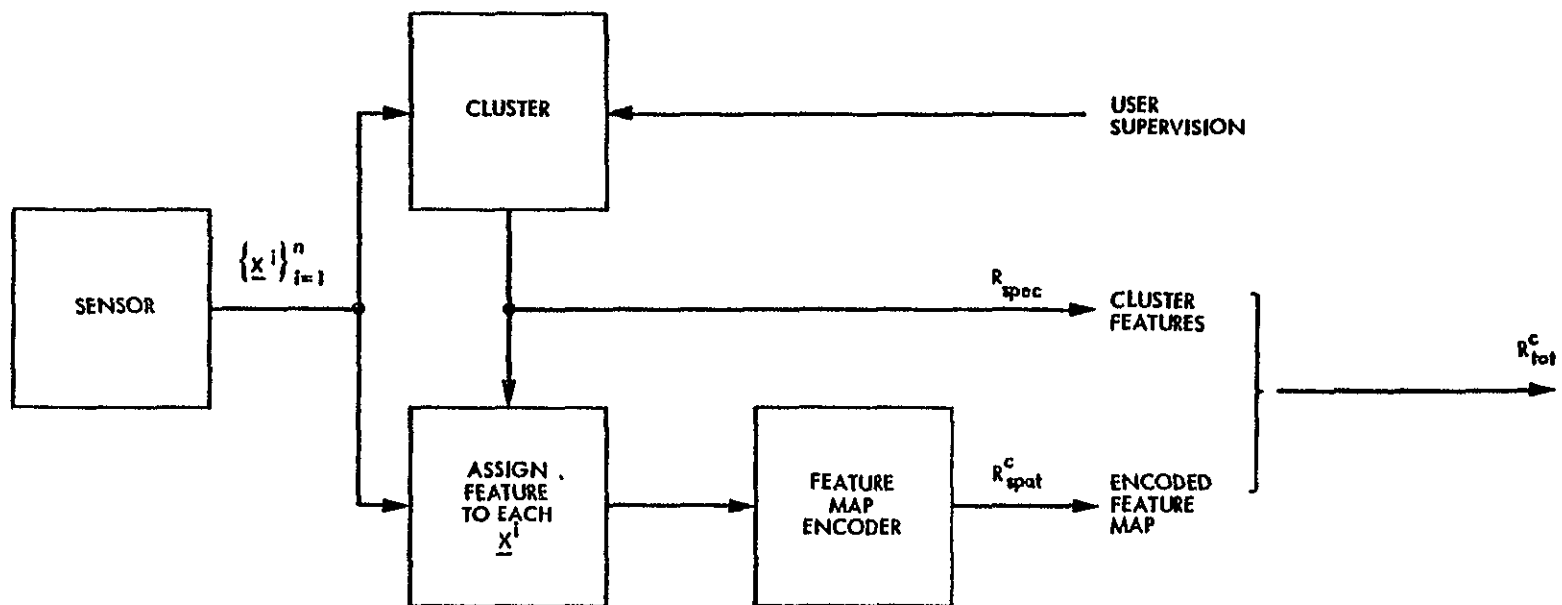 CLUSTER
USER
SUPERVISION
{X^i}^n_{i=1}
SENSOR
R_spec
CLUSTER
FEATURES
R^c_tot
ASSIGN
FEATURE
TO EACH
X^i
FEATURE
MAP
ENCODER
R^c_spat
ENCODED
FEATURE
MAP